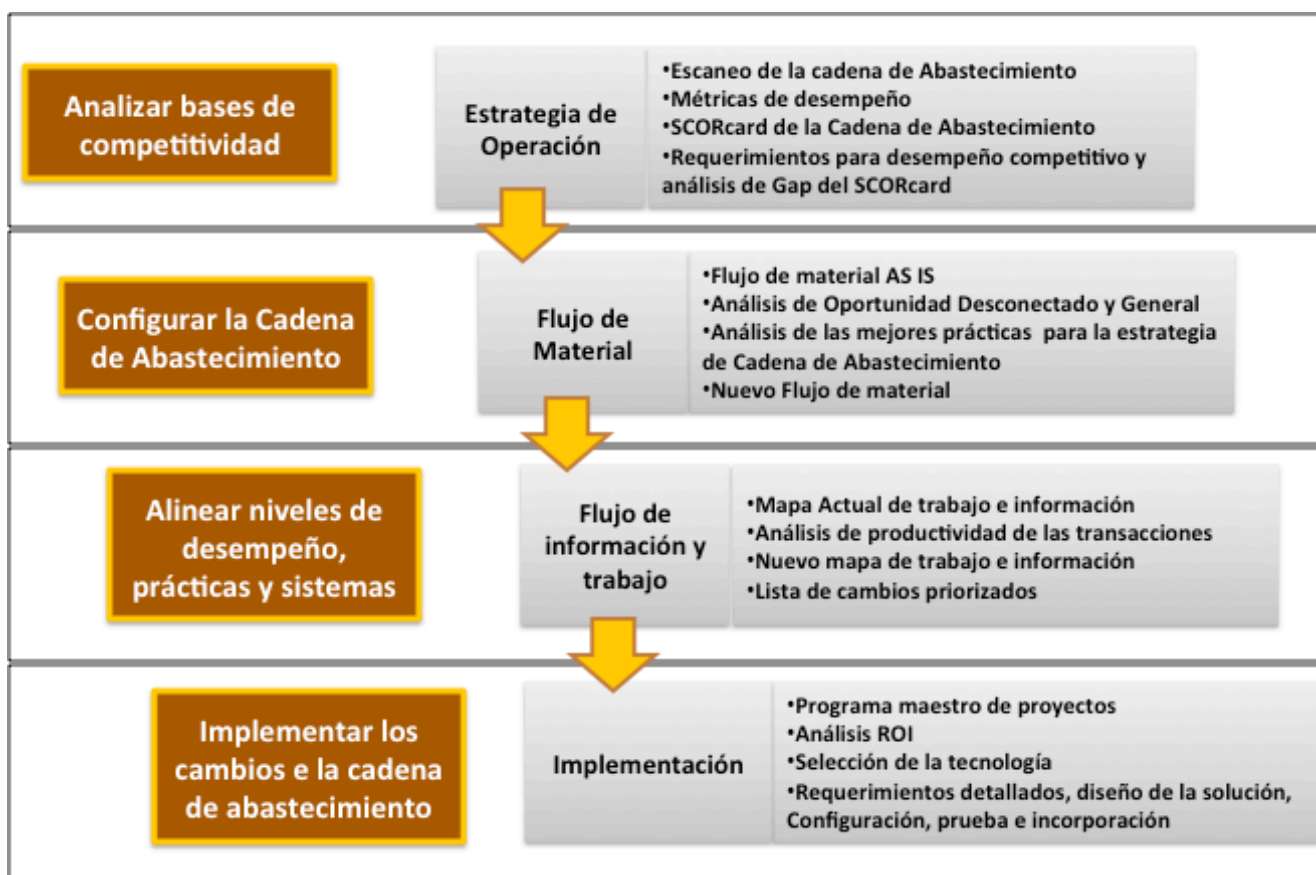 Analizar bases de
competitividad
Estrategia de
Operación
•Escaneo de la cadena de Abastecimiento
•Métricas de desempeño
•SCORcard de la Cadena de Abastecimiento
•Requerimientos para desempeño competitivo y
análisis de Gap del SCORcard
Configurar la Cadena
de Abastecimiento
Flujo de
Material
•Flujo de material AS IS
•Análisis de Oportunidad Desconectado y General
•Análisis de las mejores prácticas para la estrategia
de Cadena de Abastecimiento
•Nuevo Flujo de material
Alinear niveles de
desempeño,
prácticas y sistemas
Flujo de
información y
trabajo
•Mapa Actual de trabajo e información
•Análisis de productividad de las transacciones
•Nuevo mapa de trabajo e información
•Lista de cambios priorizados
Implementar los
cambios e la cadena
de abastecimiento
Implementación
•Programa maestro de proyectos
•Análisis ROI
•Selección de la tecnología
•Requerimientos detallados, diseño de la solución,
Configuración, prueba e incorporación